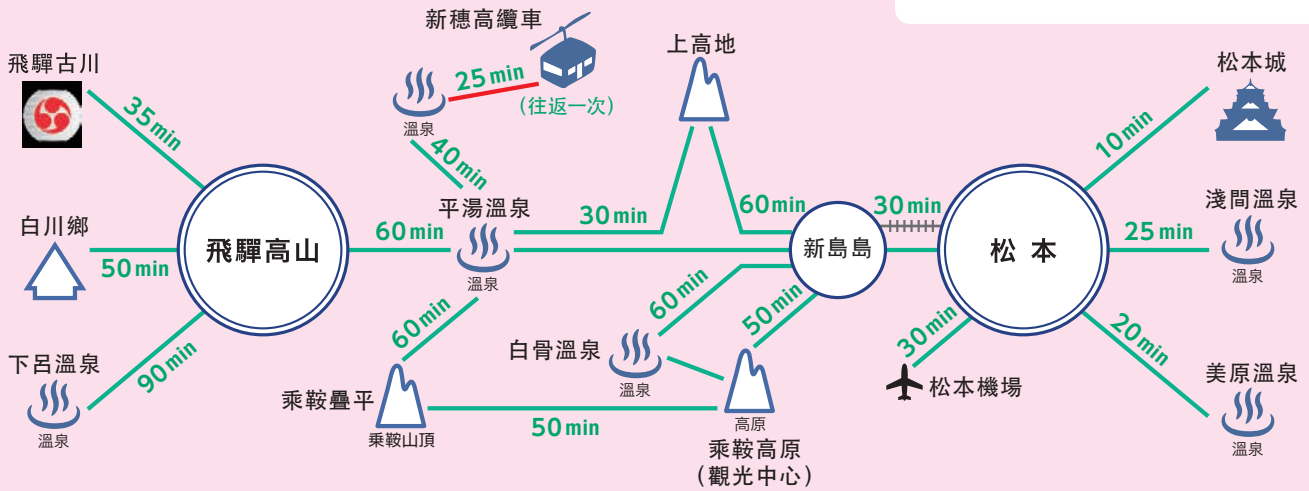 新穗高纜車
上高地
飛驒古川
25min
松本城
(往返一次)
溫泉
35min
10min
40min
白川鄉
平湯溫泉
淺間溫泉
飛驒高山
60min
30min
60min
30min
新島島
松本
25min
50min
溫泉
溫泉
60min
60min
50min
20min
下呂溫泉
90min
白骨溫泉
30min
美原溫泉
乘鞍疊平
溫泉
松本機場
溫泉
50min
高原
乘鞍山頂
溫泉
乘鞍高原
(觀光中心)